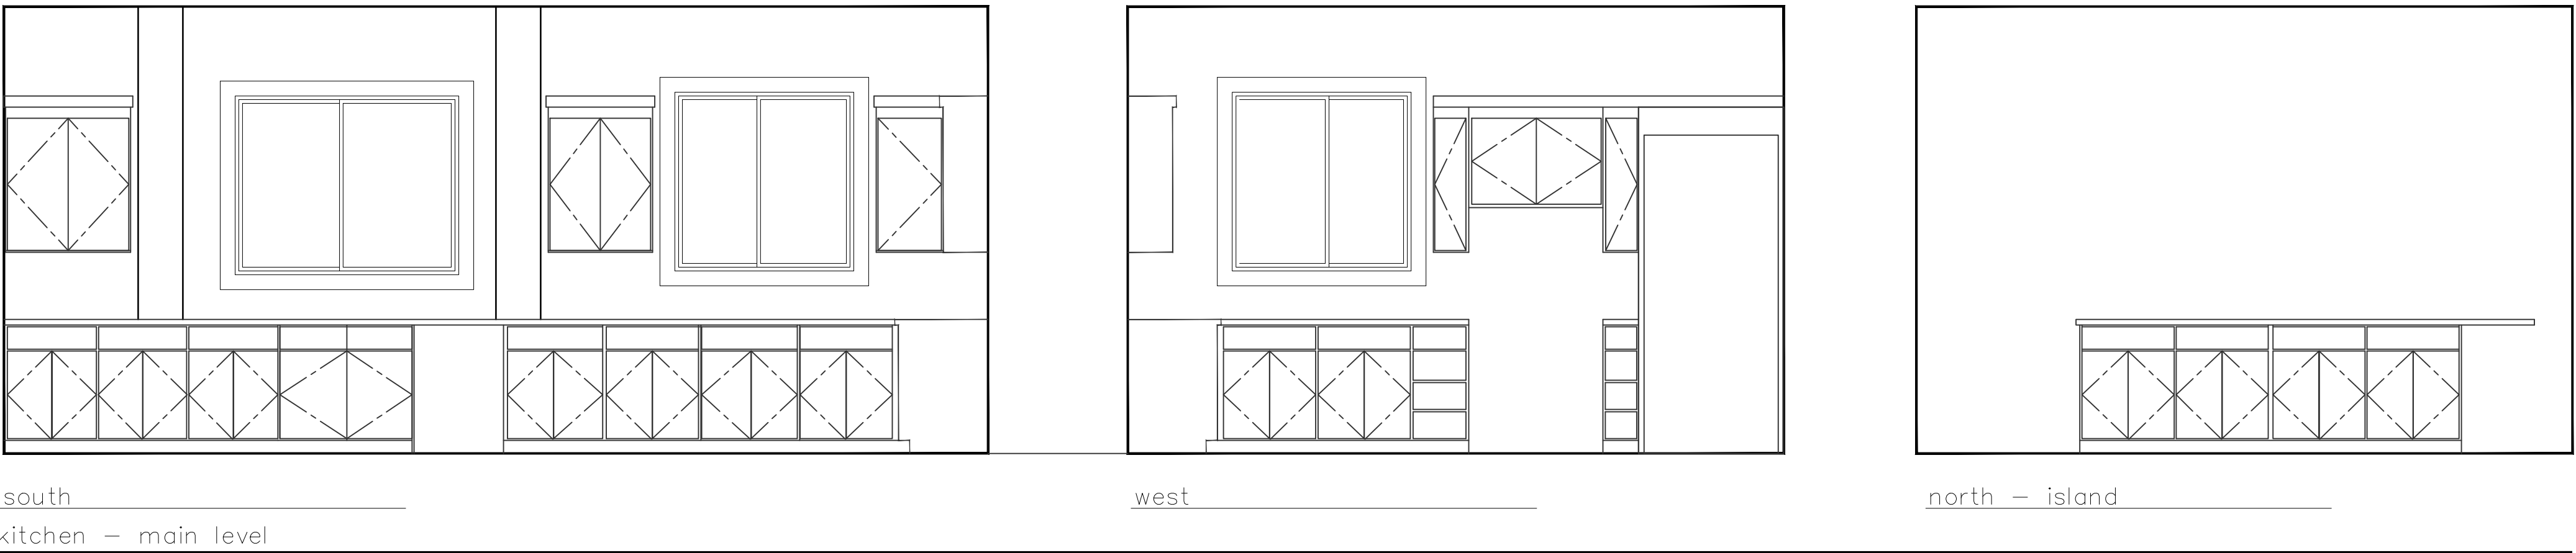 south
west
north - island
kitchen - main level